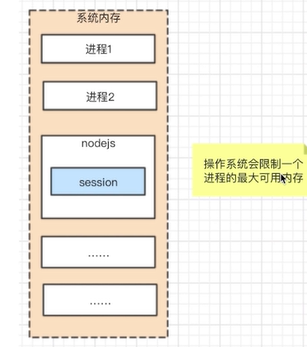 系统内存
进程1
进程2
nodejs
session
……
……
操作系统会限制一个
进程的最大可用内存